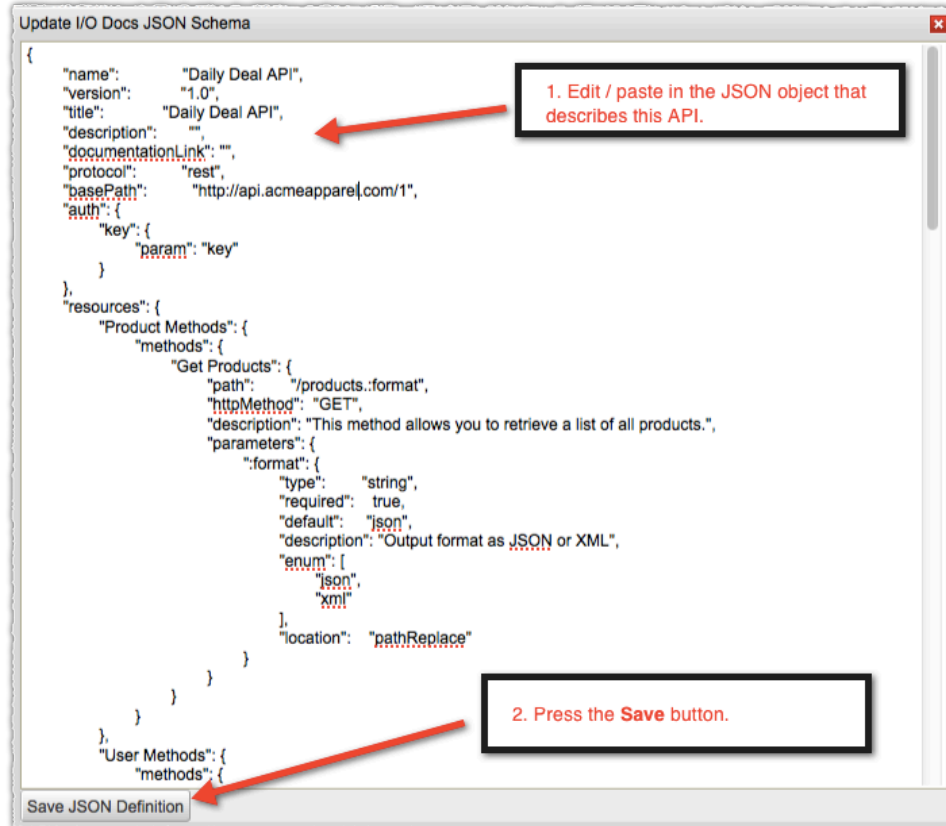 Update I/O Docs JSON Schema
{
"name": "Daily Deal API",
"version": "1.0",
"title": "Daily Deal API",
"description": "",
"documentationLink": "",
"protocol": "rest",
"basePath": "http://api.acmeapparel.com/1",
"auth": {
"key": {
"param": "key"
}
},
"resources": {
"Product Methods": {
"methods": {
"Get Products": {
"path": "/products.:format",
"httpMethod": "GET",
"description": "This method allows you to retrieve a list of all products.",
"parameters": {
":format": {
"type": "string",
"required": true,
"default": "json",
"description": "Output format as JSON or XML",
"enum": [
"json",
"xml"
],
"location": "pathReplace"
}
}
}
}
},
"User Methods": {
"methods": {
1. Edit / paste in the JSON object that
describes this API.
2. Press the Save button.
Save JSON Definition